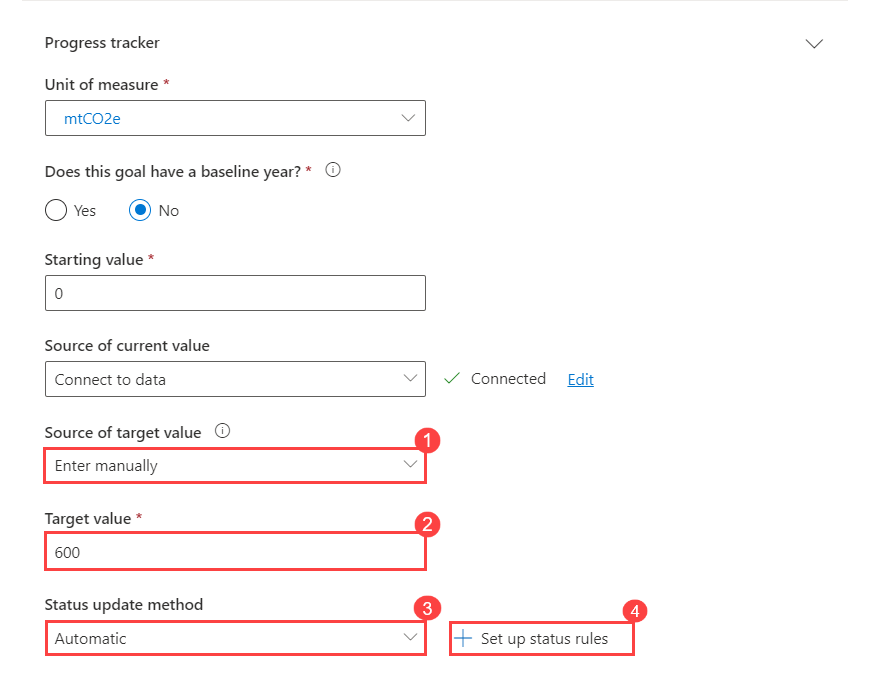 Progress tracker
Unit of measure *
mtCO2e
Does this goal have a baseline year? *
Yes No
Starting value *
0
Source of current value
Connect to data Connected Edit
Source of target value
1
Enter manually
Target value *
2
600
Status update method
3 4
Automatic + Set up status rules